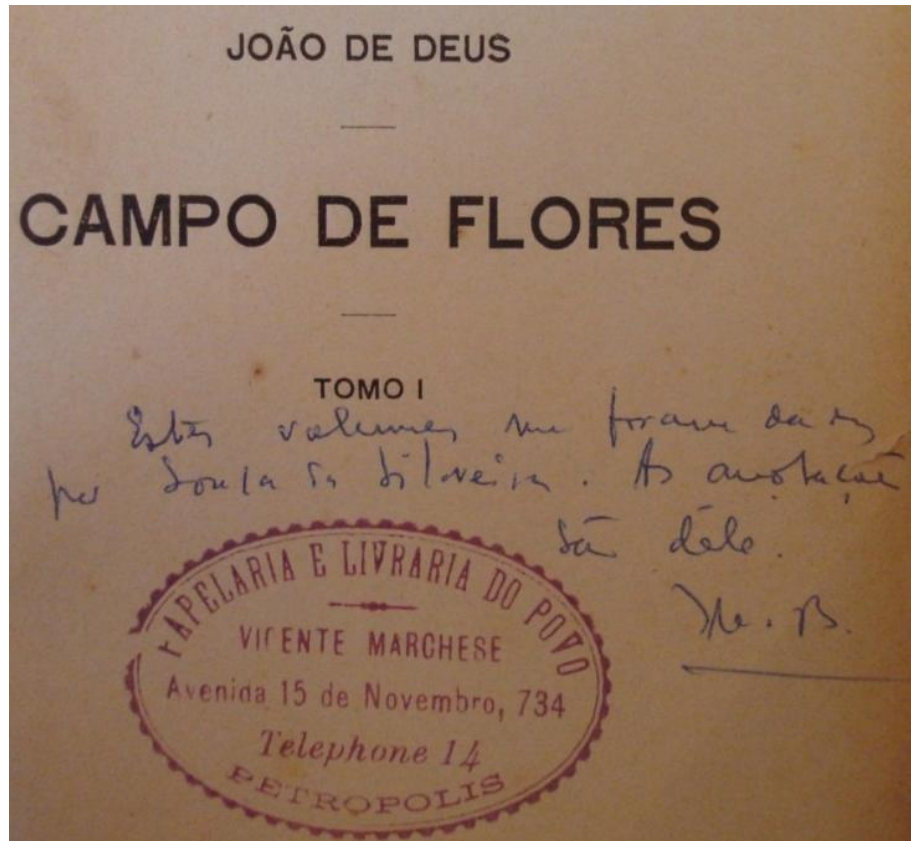 JOÃO DE DEUS
CAMPO DE FLORES
TOMO I
Estes volumes me foram dados
por Sousa da Silveira. As anotações
são dêle.
M. B.
PAPELARIA E LIVRARIA DO POVO
VICENTE MARCHESE
Avenida 15 de Novembro, 734
Telephone 14
PETROPOLIS